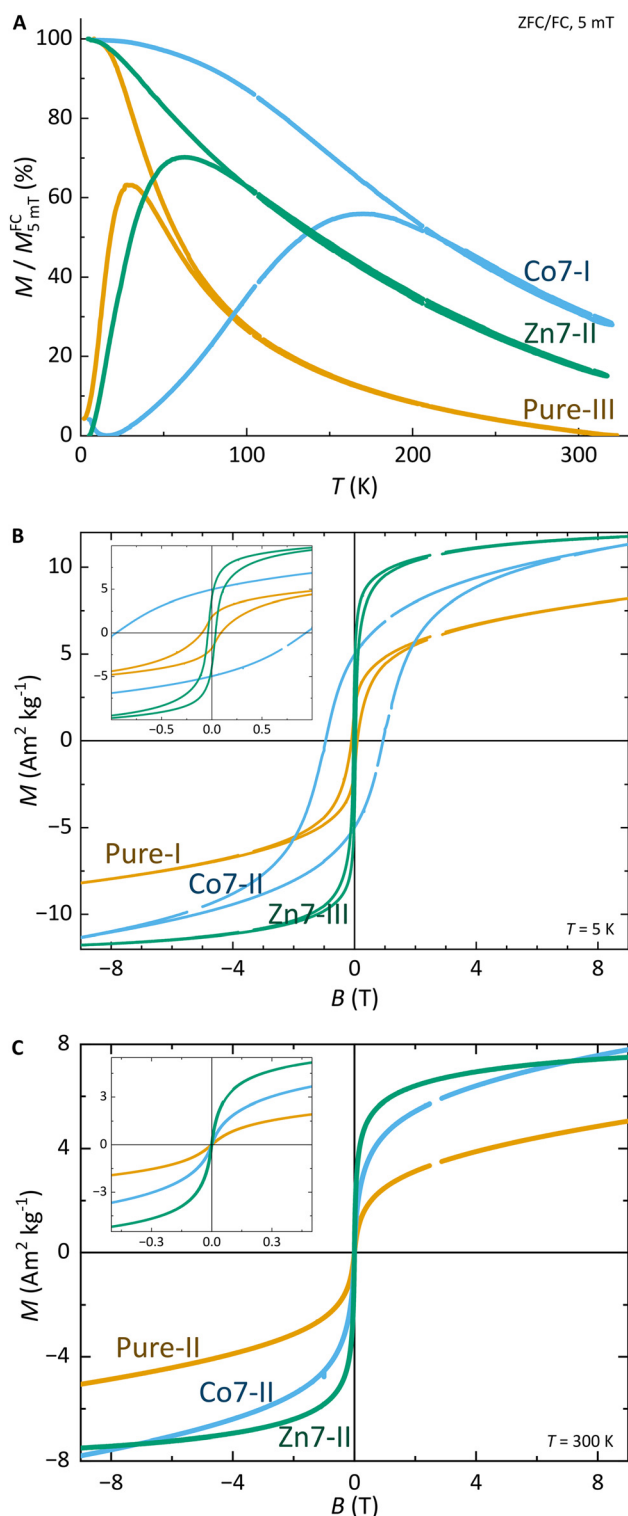 A
ZFC/FC, 5 mT
100
80
60
40
20
0
M / M^FC_5 mT (%)
Co7-I
Zn7-II
Pure-III
0 100 200 300
T (K)
B
10
5
0
−5
−10
M (Am² kg⁻¹)
5
0
−5
−0.5 0.0 0.5
Pure-I
Co7-II
Zn7-III
T = 5 K
−8 −4 0 4 8
B (T)
C
8
4
0
−4
−8
M (Am² kg⁻¹)
3
0
−3
−0.3 0.0 0.3
Pure-II
Co7-II
Zn7-II
T = 300 K
−8 −4 0 4 8
B (T)